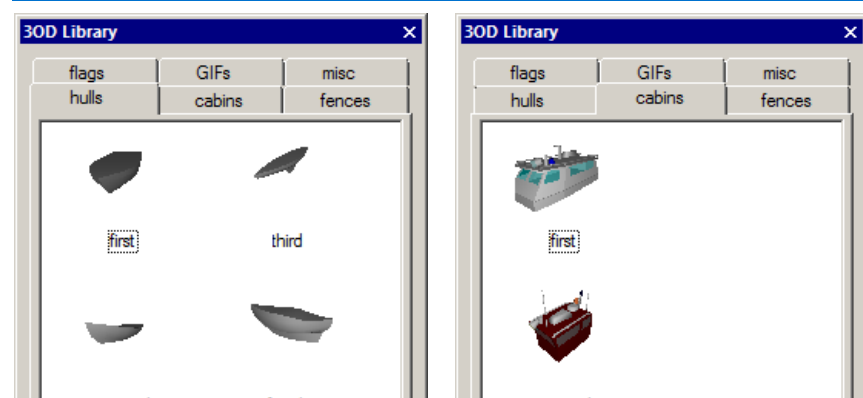 3OD Library
flags GIFs misc
hulls cabins fences
first third
3OD Library
flags GIFs misc
hulls cabins fences
first